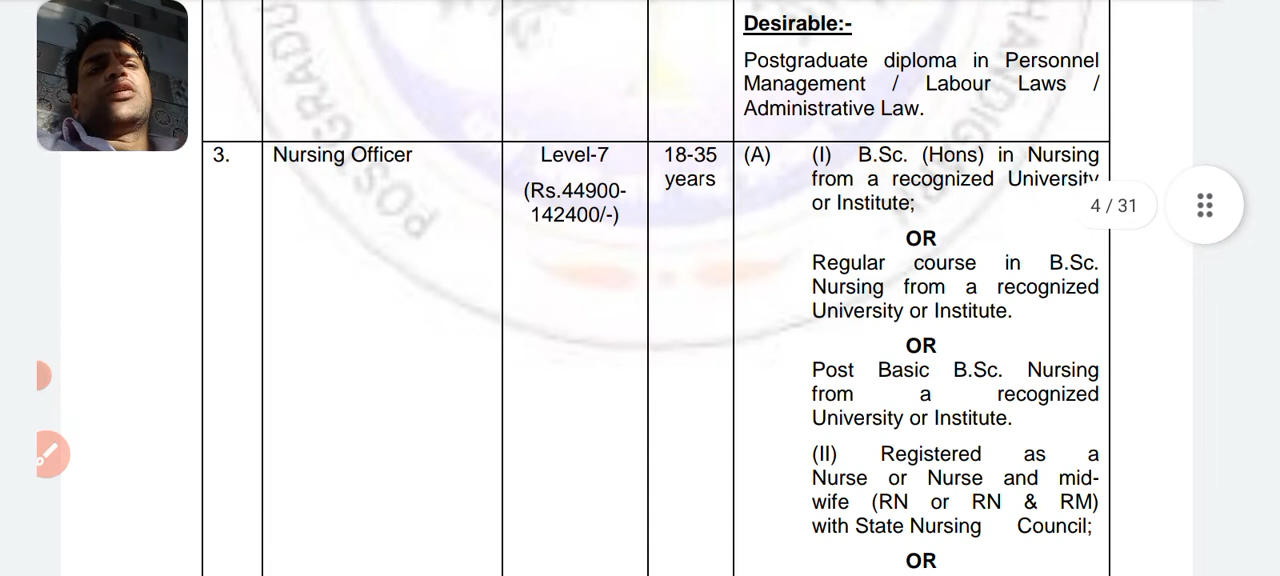 Desirable:-
Postgraduate diploma in Personnel
Management / Labour Laws /
Administrative Law.
3.
Nursing Officer
Level-7
(Rs.44900-
142400/-)
18-35
years
(A) (I) B.Sc. (Hons) in Nursing
from a recognized University
or Institute;
OR
Regular course in B.Sc.
Nursing from a recognized
University or Institute.
OR
Post Basic B.Sc. Nursing
from a recognized
University or Institute.
(II) Registered as a
Nurse or Nurse and mid-
wife (RN or RN & RM)
with State Nursing Council;
OR
4 / 31
POSTGRADU